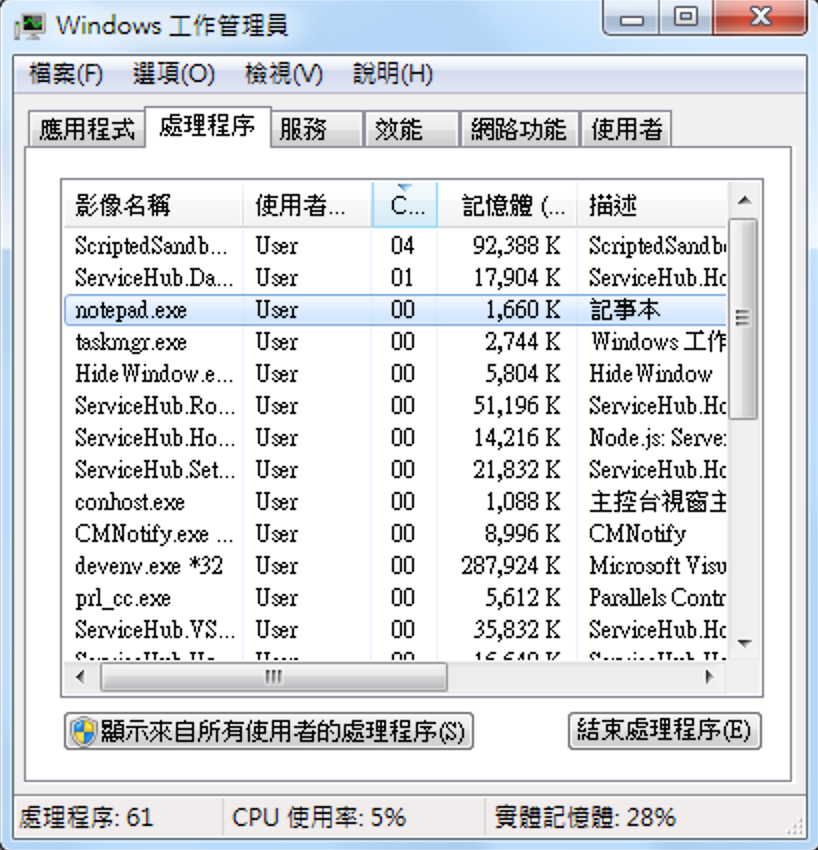 Windows 工作管理員
檔案(F) 選項(O) 檢視(V) 說明(H)
應用程式 處理程序 服務 效能 網路功能 使用者
影像名稱 使用者... C... 記憶體 (... 描述
ScriptedSandb... User 04 92,388 K ScriptedSandb
ServiceHub.Da... User 01 17,904 K ServiceHub.Ho
notepad.exe User 00 1,660 K 記事本
taskmgr.exe User 00 2,744 K Windows 工作
HideWindow.e... User 00 5,804 K HideWindow
ServiceHub.Ro... User 00 51,196 K ServiceHub.Ho
ServiceHub.Ho... User 00 14,216 K Node.js: Serve
ServiceHub.Set... User 00 21,832 K ServiceHub.Ho
conhost.exe User 00 1,088 K 主控台視窗主
CMNotify.exe ... User 00 8,996 K CMNotify
devenv.exe *32 User 00 287,924 K Microsoft Visu
prl_cc.exe User 00 5,612 K Parallels Contr
ServiceHub.VS... User 00 35,832 K ServiceHub.Ho
顯示來自所有使用者的處理程序(S) 結束處理程序(E)
處理程序: 61 CPU 使用率: 5% 實體記憶體: 28%